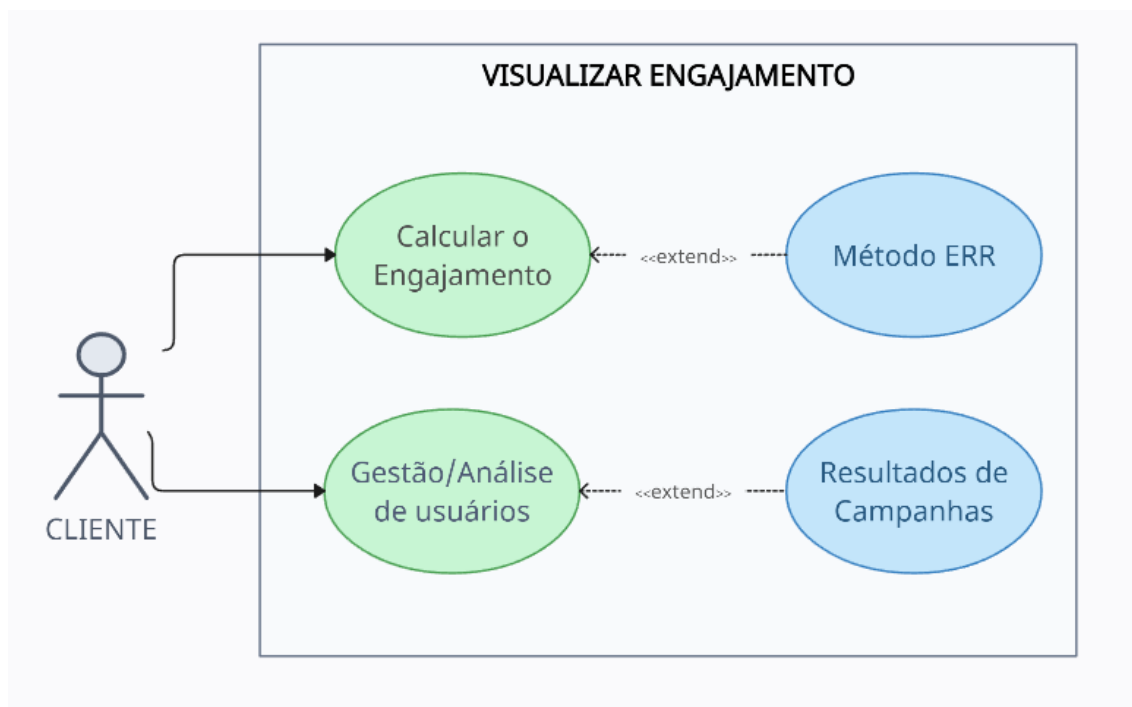 VISUALIZAR ENGAJAMENTO
Calcular o
Engajamento
<<extend>>
Método ERR
Gestão/Análise
de usuários
<<extend>>
Resultados de
Campanhas
CLIENTE